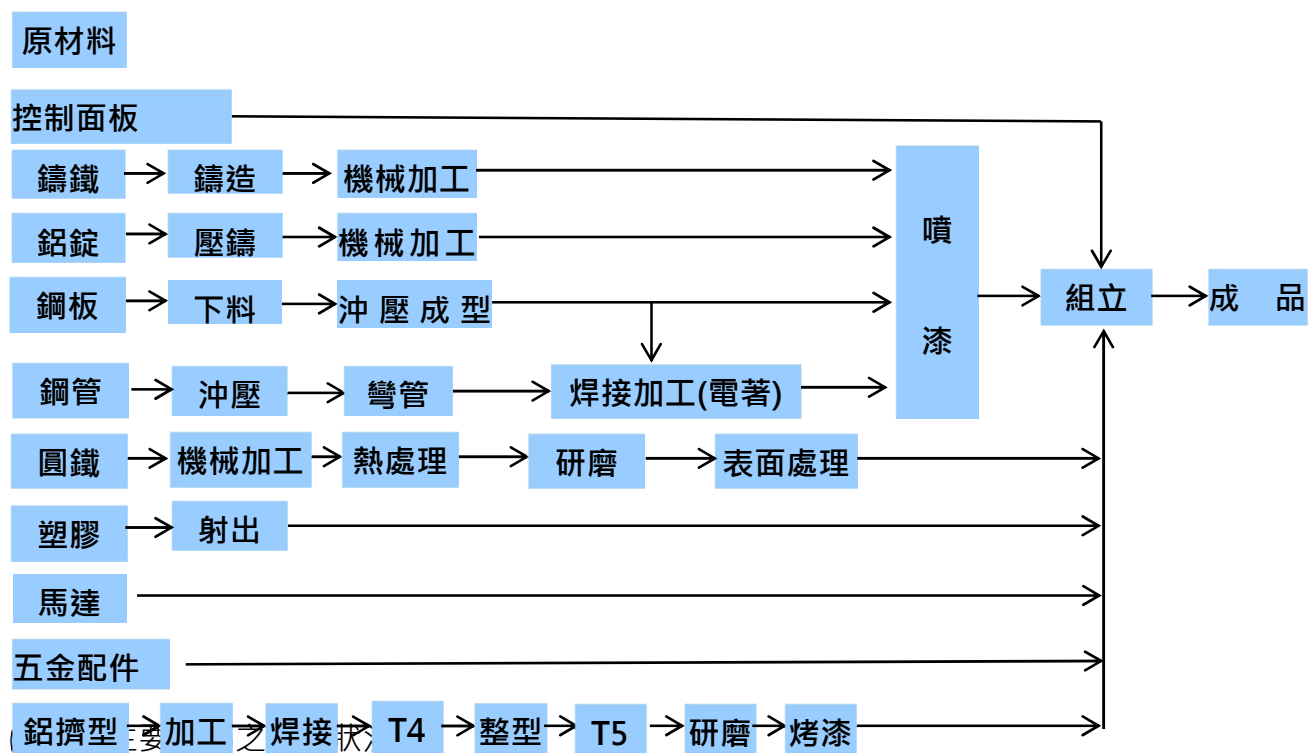 原材料
控制面板
鑄鐵 鑄造 機械加工
鋁錠 壓鑄 機械加工
噴漆
鋼板 下料 沖壓成型
組立 成品
鋼管 沖壓 彎管 焊接加工(電著)
圓鐵 機械加工 熱處理 研磨 表面處理
塑膠 射出
馬達
五金配件
鋁擠型 加工 焊接 T4 整型 T5 研磨 烤漆